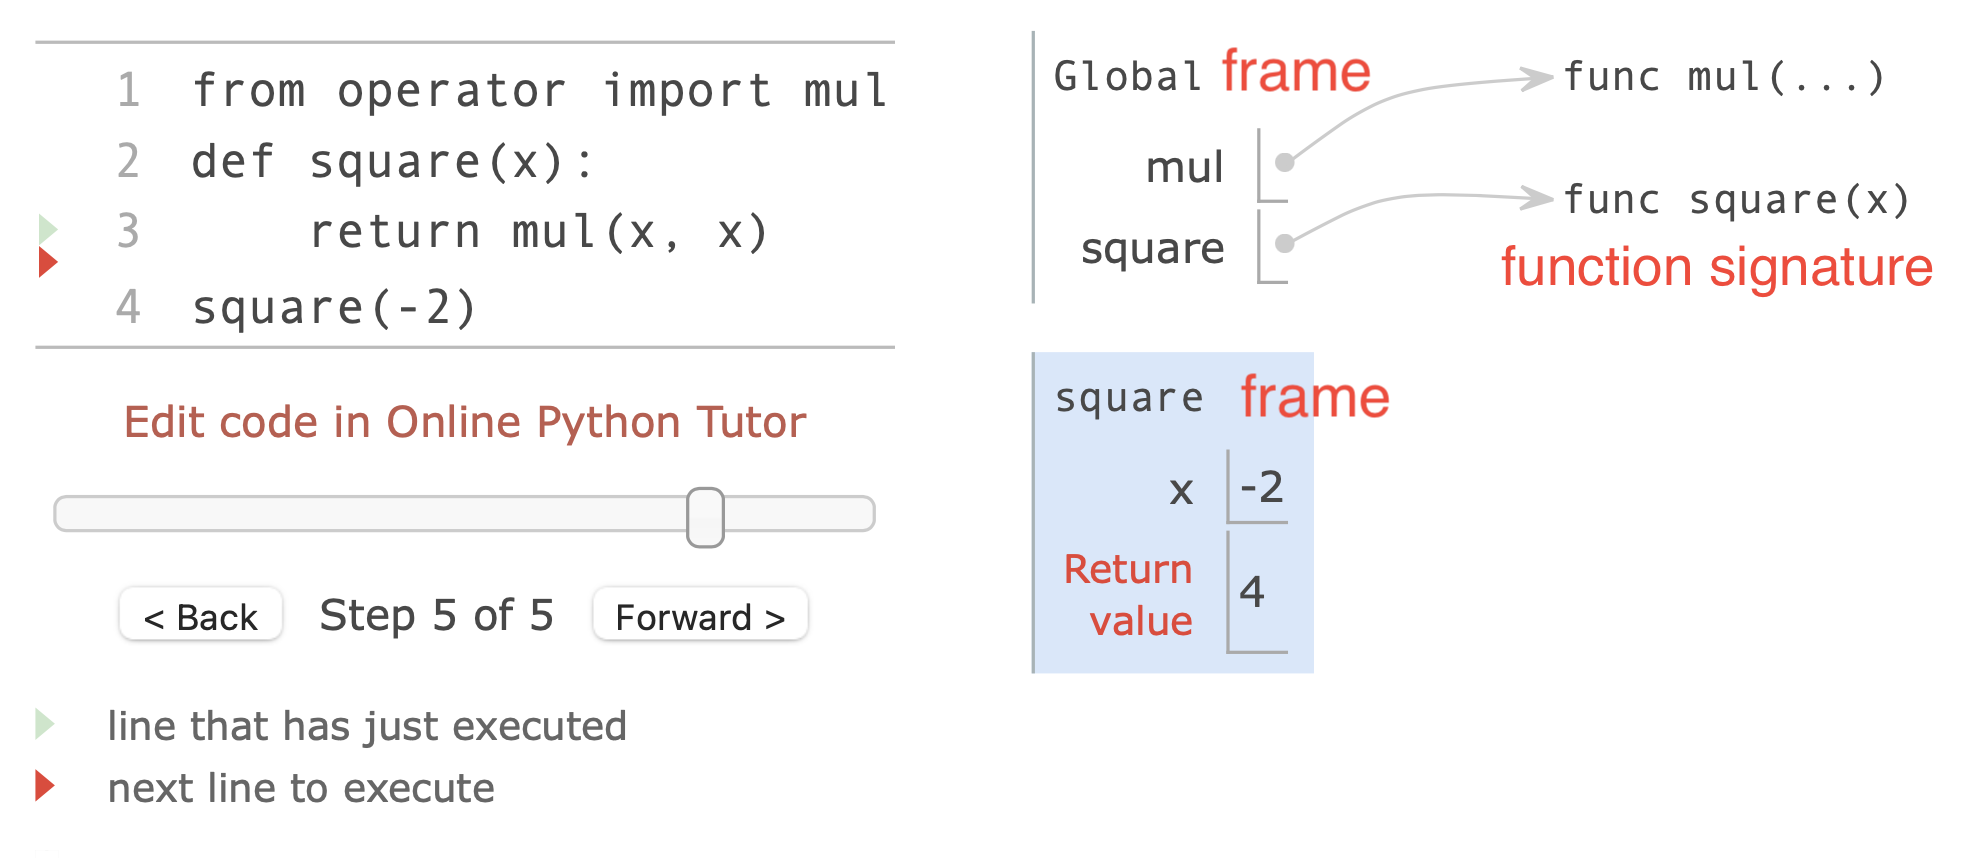 1 from operator import mul
2 def square(x):
3     return mul(x, x)
4 square(-2)
Edit code in Online Python Tutor
< Back Step 5 of 5 Forward >
line that has just executed
next line to execute
Global frame
mul
square
func mul(...)
func square(x)
function signature
square frame
x -2
Return
value
4